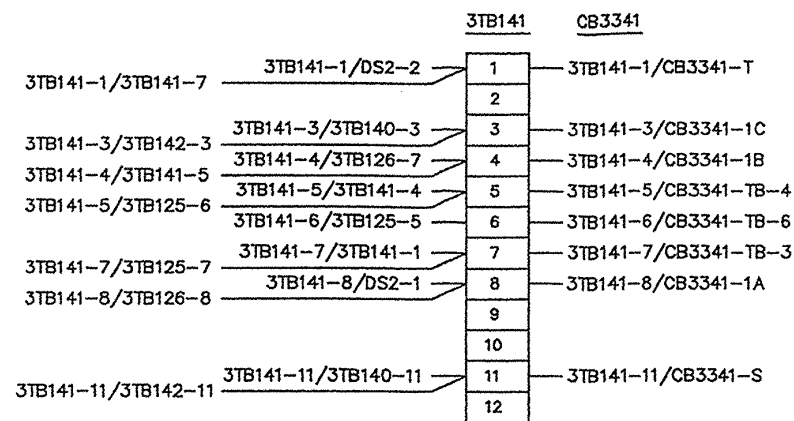 3TB141 CB3341
3TB141-1/DS2-2 1 3TB141-1/CB3341-T
3TB141-1/3TB141-7
2
3TB141-3/3TB140-3 3 3TB141-3/CB3341-1C
3TB141-3/3TB142-3
3TB141-4/3TB126-7 4 3TB141-4/CB3341-1B
3TB141-4/3TB141-5
3TB141-5/3TB141-4 5 3TB141-5/CB3341-TB-4
3TB141-5/3TB125-6
3TB141-6/3TB125-5 6 3TB141-6/CB3341-TB-6
3TB141-7/3TB141-1 7 3TB141-7/CB3341-TB-3
3TB141-7/3TB125-7
3TB141-8/DS2-1 8 3TB141-8/CB3341-1A
3TB141-8/3TB126-8
9
10
3TB141-11/3TB140-11 11 3TB141-11/CB3341-S
3TB141-11/3TB142-11
12